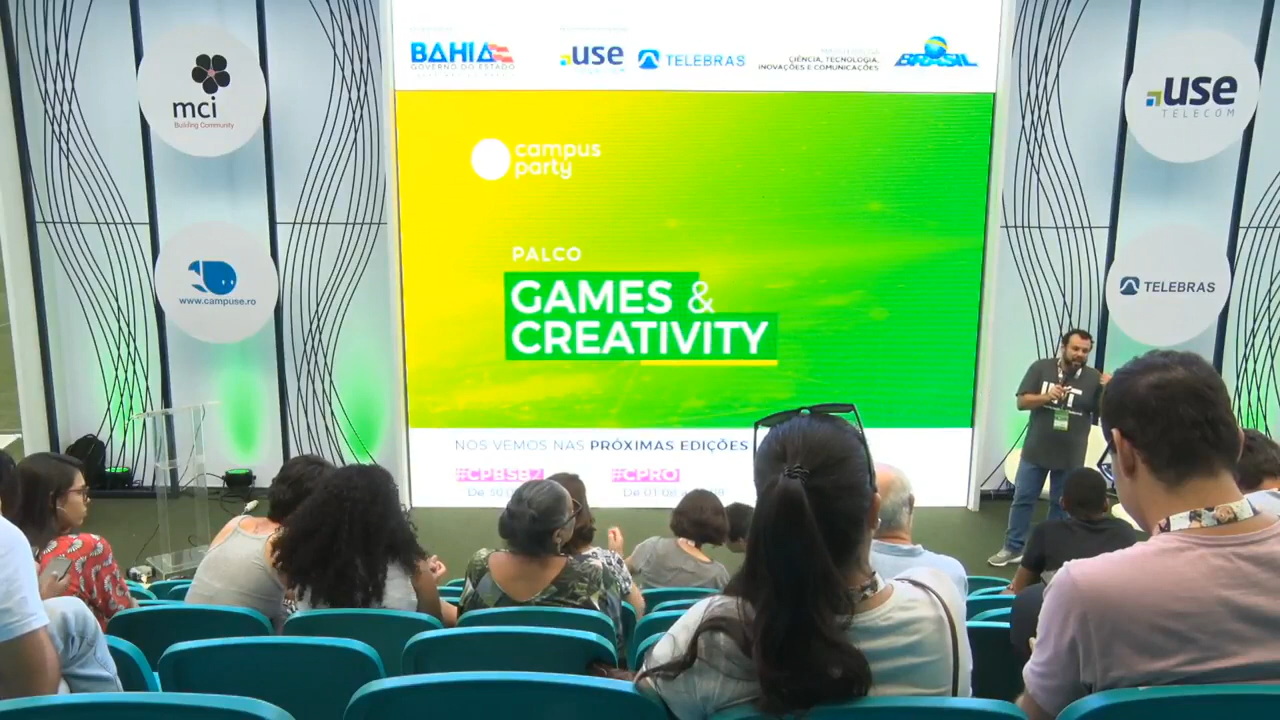 mci
Building Community
www.campuse.ro
BAHIA
GOVERNO DO ESTADO
use
TELEBRAS
CIÊNCIA, TECNOLOGIA,
INOVAÇÕES E COMUNICAÇÕES
BRASIL
campus
party
PALCO
GAMES &
CREATIVITY
NOS VEMOS NAS PRÓXIMAS EDIÇÕES
#CPBSB2
#CPRO
use
TELECOM
TELEBRAS